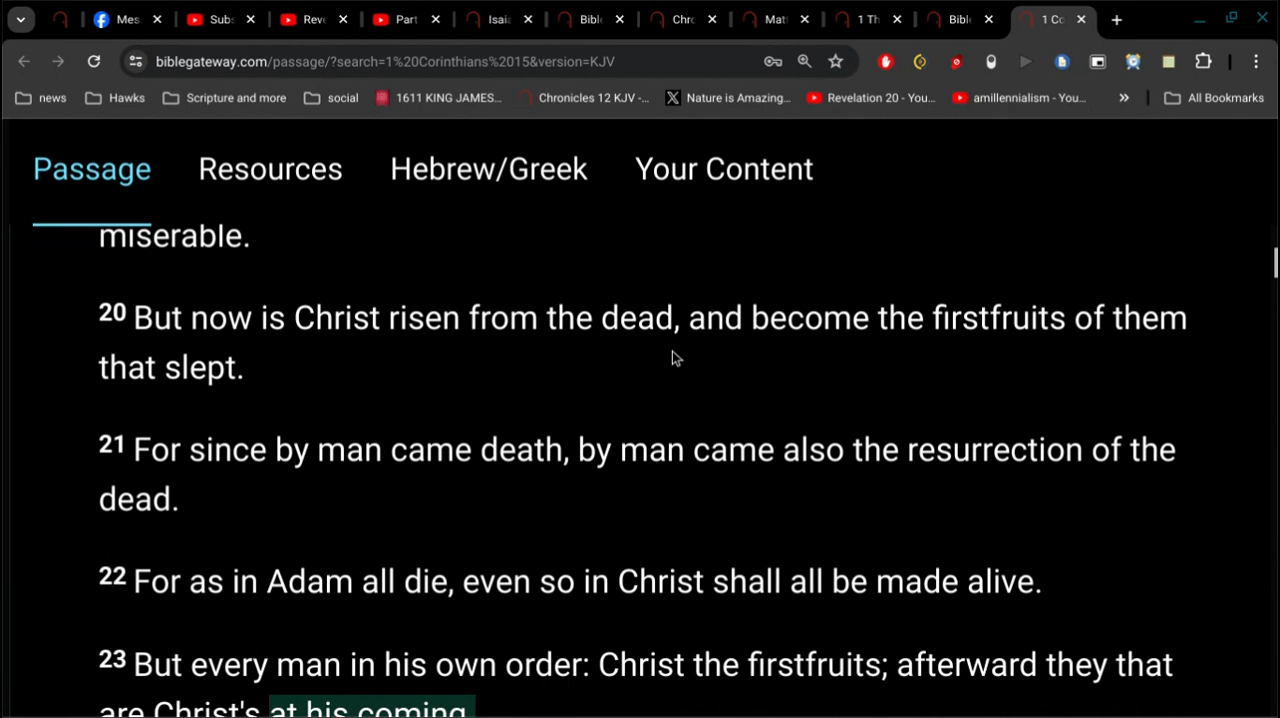 Mes Subs Reve Part Isaia Bible Chro Matt 1 Th Bible 1 Co
biblegateway.com/passage/?search=1%20Corinthians%2015&version=KJV
news Hawks Scripture and more social 1611 KING JAMES... Chronicles 12 KJV -... Nature is Amazing... Revelation 20 - You... amillennialism - You... » All Bookmarks
Passage Resources Hebrew/Greek Your Content
miserable.
20 But now is Christ risen from the dead, and become the firstfruits of them
that slept.
21 For since by man came death, by man came also the resurrection of the
dead.
22 For as in Adam all die, even so in Christ shall all be made alive.
23 But every man in his own order: Christ the firstfruits; afterward they that
are Christ's at his coming.